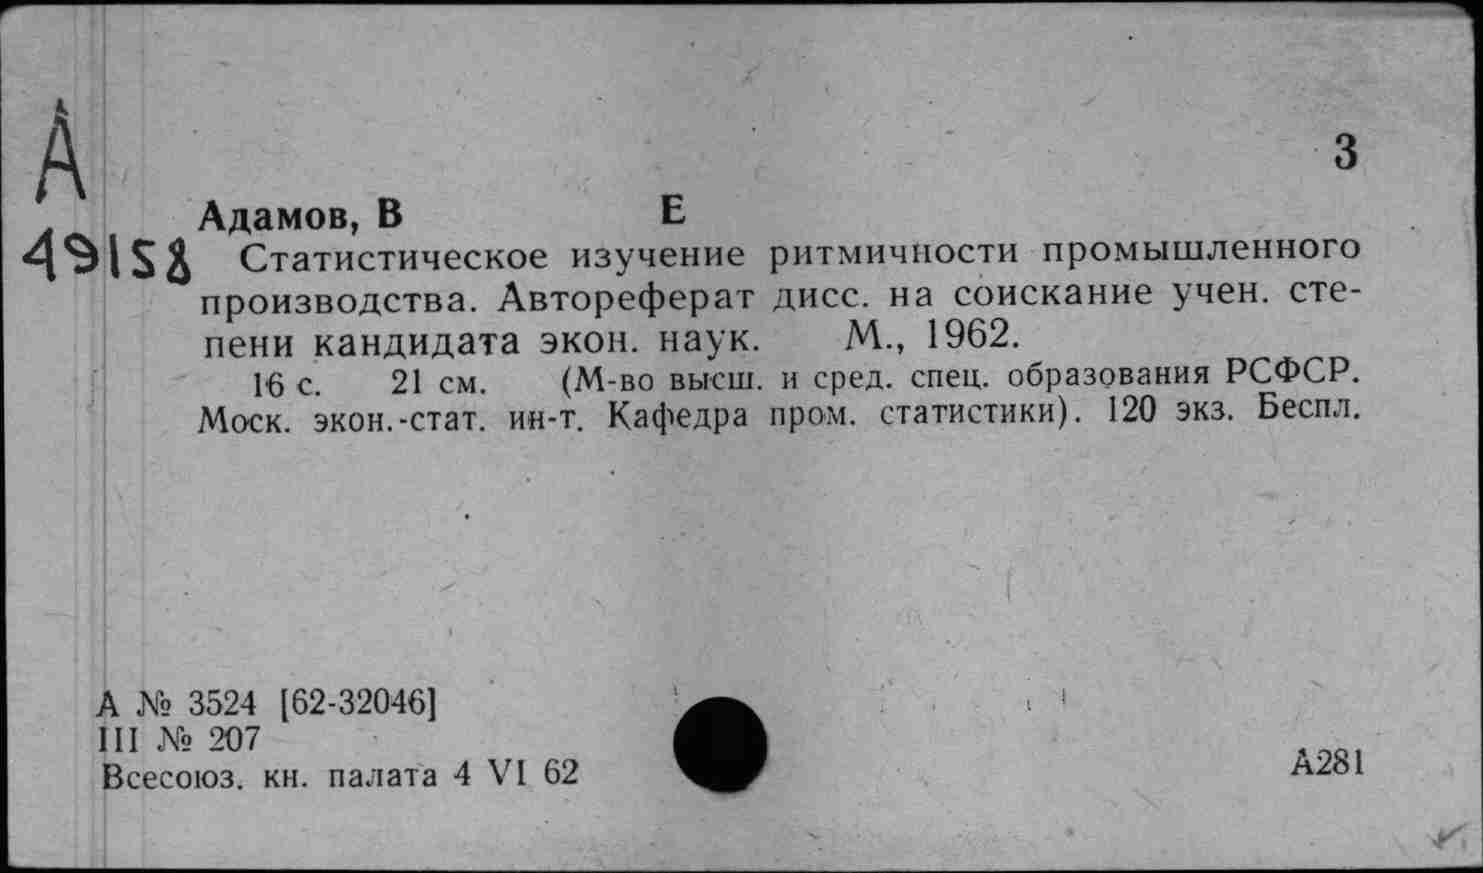 А
3
Адамов, В Е
49158
Статистическое изучение ритмичности промышленного
производства. Автореферат дисс. на соискание учен. сте-
пени кандидата экон. наук. М., 1962.
16 с. 21 см. (М-во высш. и сред. спец. образования РСФСР.
Моск. экон.-стат. ин-т. Кафедра пром. статистики). 120 экз. Беспл.
А № 3524 [62-32046]
III № 207
Всесоюз. кн. палата 4 VI 62
А281